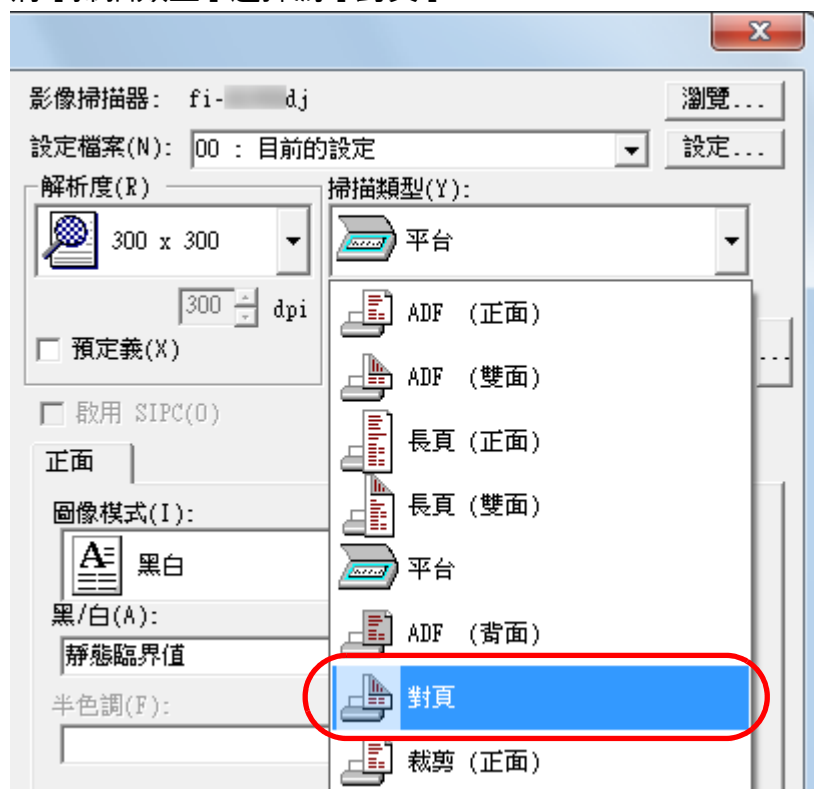 影像掃描器: fi- dj
瀏覽...
設定檔案(N): 00 : 目前的設定
設定...
解析度(R)
掃描類型(Y):
300 x 300
平台
300 dpi
預定義(X)
...
啟用 SIPC(O)
正面
圖像模式(I):
黑白
黑/白(A):
靜態臨界值
半色調(F):
ADF (正面)
ADF (雙面)
長頁 (正面)
長頁 (雙面)
平台
ADF (背面)
對頁
裁剪 (正面)